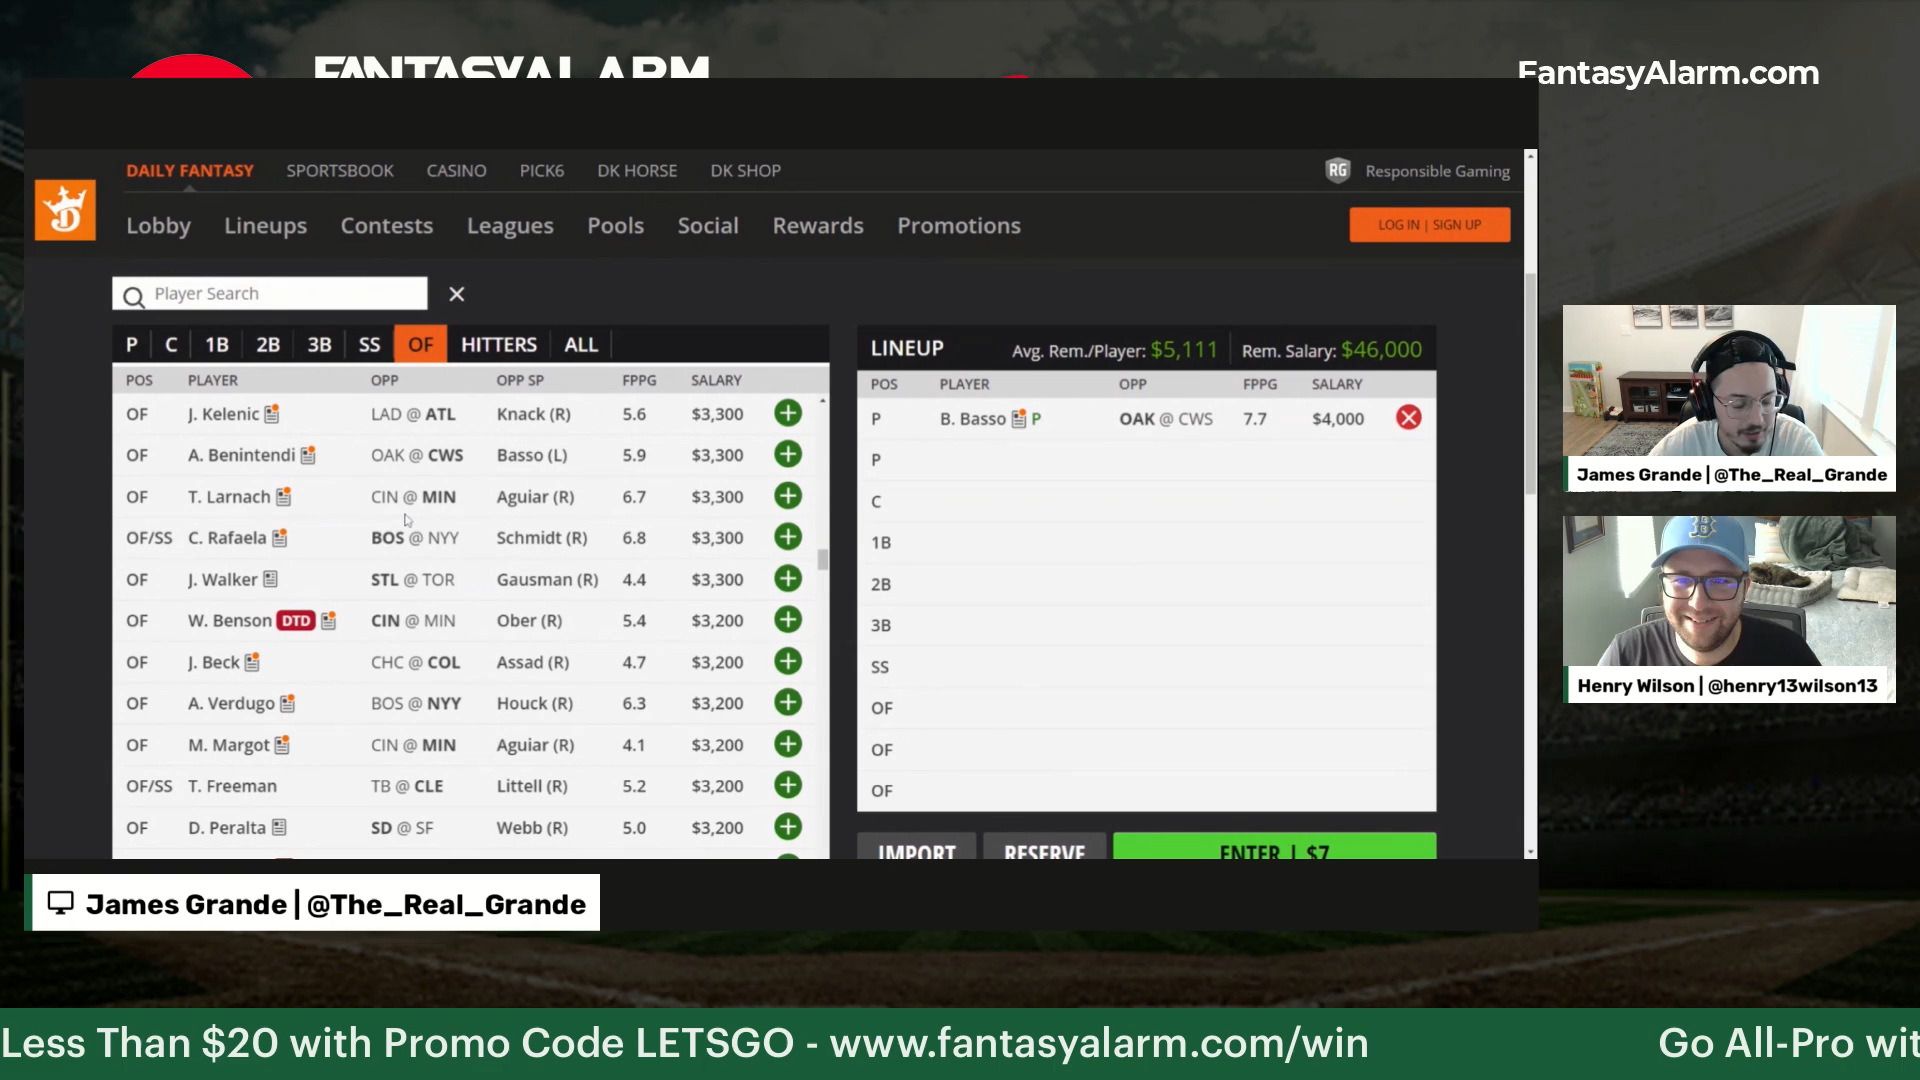 FANTASYALARM
FantasyAlarm.com
DAILY FANTASY SPORTSBOOK CASINO PICK6 DK HORSE DK SHOP
RG Responsible Gaming
Lobby Lineups Contests Leagues Pools Social Rewards Promotions
LOG IN | SIGN UP
Player Search
P C 1B 2B 3B SS OF HITTERS ALL
POS PLAYER OPP OPP SP FPPG SALARY
OF J. Kelenic LAD @ ATL Knack (R) 5.6 $3,300
OF A. Benintendi OAK @ CWS Basso (L) 5.9 $3,300
OF T. Larnach CIN @ MIN Aguiar (R) 6.7 $3,300
OF/SS C. Rafaela BOS @ NYY Schmidt (R) 6.8 $3,300
OF J. Walker STL @ TOR Gausman (R) 4.4 $3,300
OF W. Benson DTD CIN @ MIN Ober (R) 5.4 $3,200
OF J. Beck CHC @ COL Assad (R) 4.7 $3,200
OF A. Verdugo BOS @ NYY Houck (R) 6.3 $3,200
OF M. Margot CIN @ MIN Aguiar (R) 4.1 $3,200
OF/SS T. Freeman TB @ CLE Littell (R) 5.2 $3,200
OF D. Peralta SD @ SF Webb (R) 5.0 $3,200
LINEUP Avg. Rem./Player: $5,111 Rem. Salary: $46,000
POS PLAYER OPP FPPG SALARY
P B. Basso P OAK @ CWS 7.7 $4,000
P
C
1B
2B
3B
SS
OF
OF
OF
IMPORT RESERVE ENTER | $7
James Grande | @The_Real_Grande
Henry Wilson | @henry13wilson13
James Grande | @The_Real_Grande
Less Than $20 with Promo Code LETSGO - www.fantasyalarm.com/win Go All-Pro wit